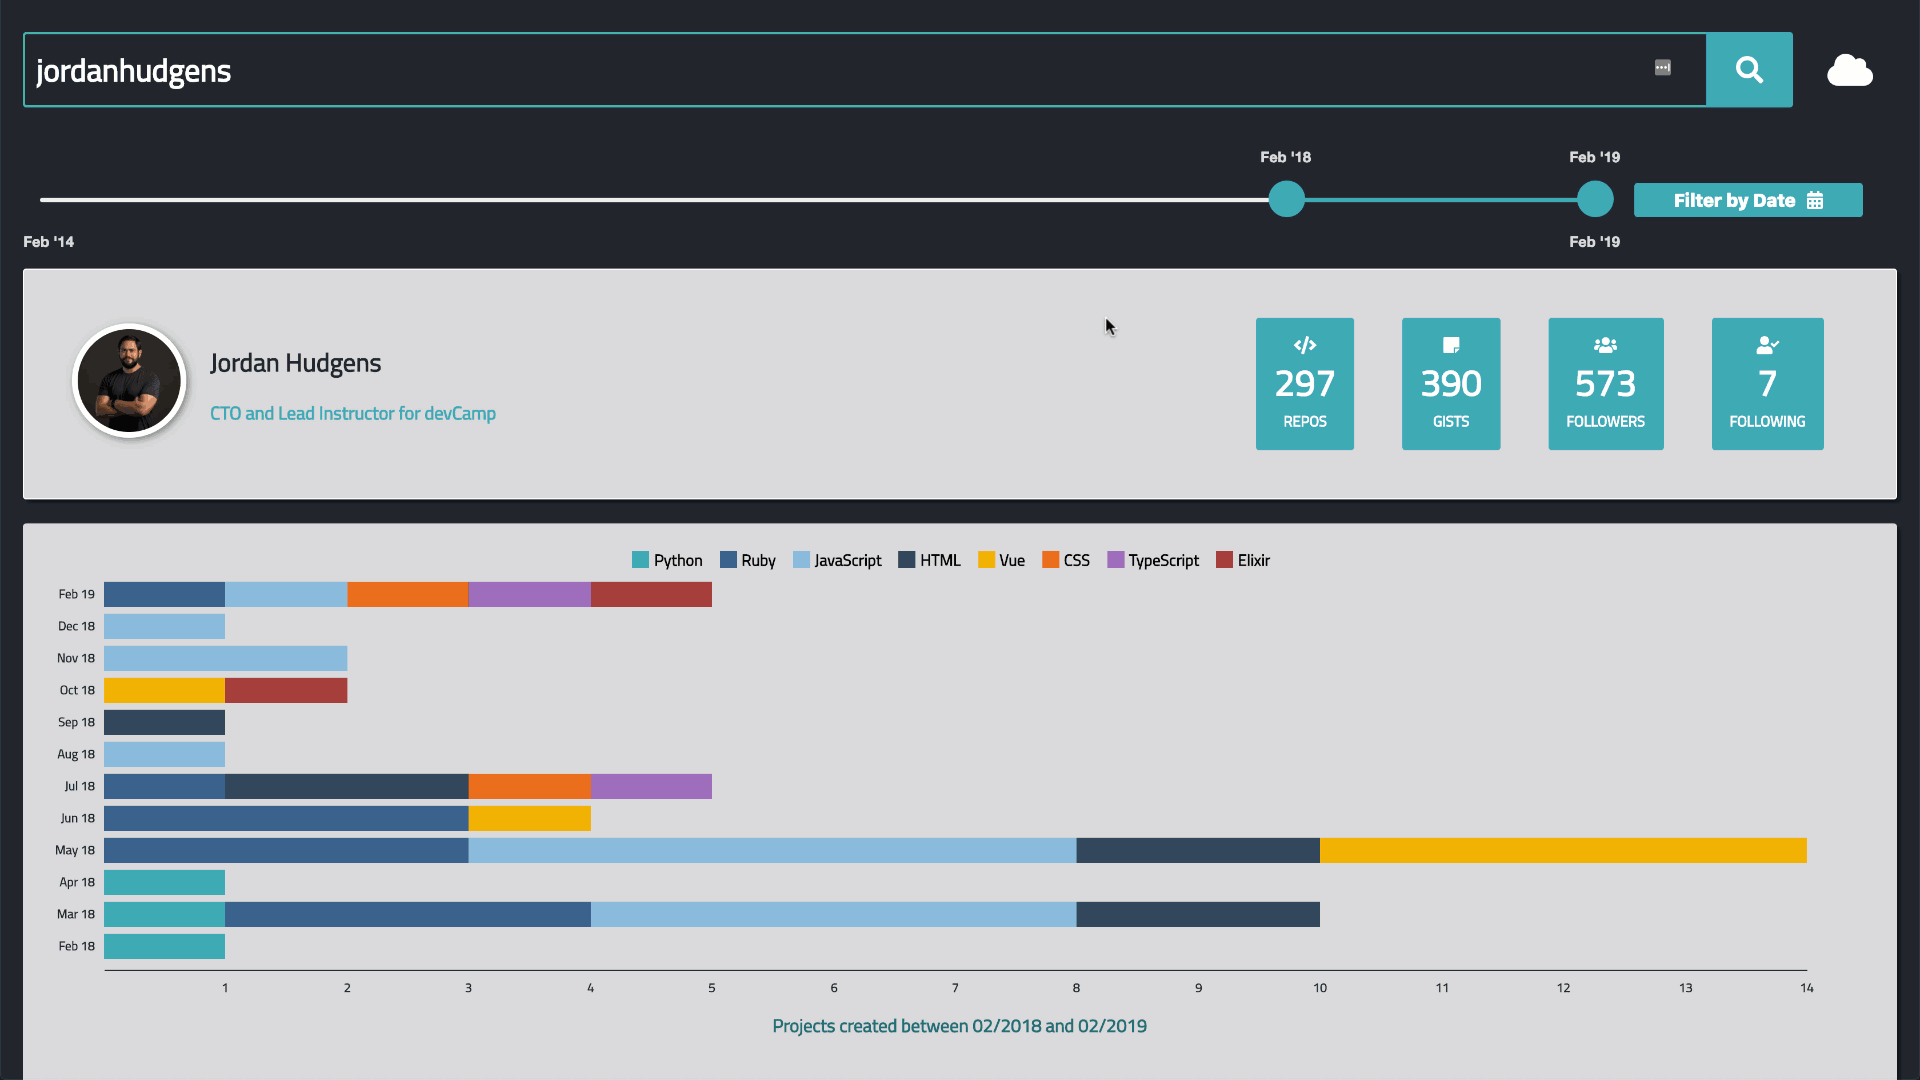 jordanhudgens
Feb '18
Feb '19
Filter by Date
Feb '14
Feb '19
Jordan Hudgens
CTO and Lead Instructor for devCamp
297
REPOS
390
GISTS
573
FOLLOWERS
7
FOLLOWING
Python Ruby JavaScript HTML Vue CSS TypeScript Elixir
Feb 19
Dec 18
Nov 18
Oct 18
Sep 18
Aug 18
Jul 18
Jun 18
May 18
Apr 18
Mar 18
Feb 18
1 2 3 4 5 6 7 8 9 10 11 12 13 14
Projects created between 02/2018 and 02/2019